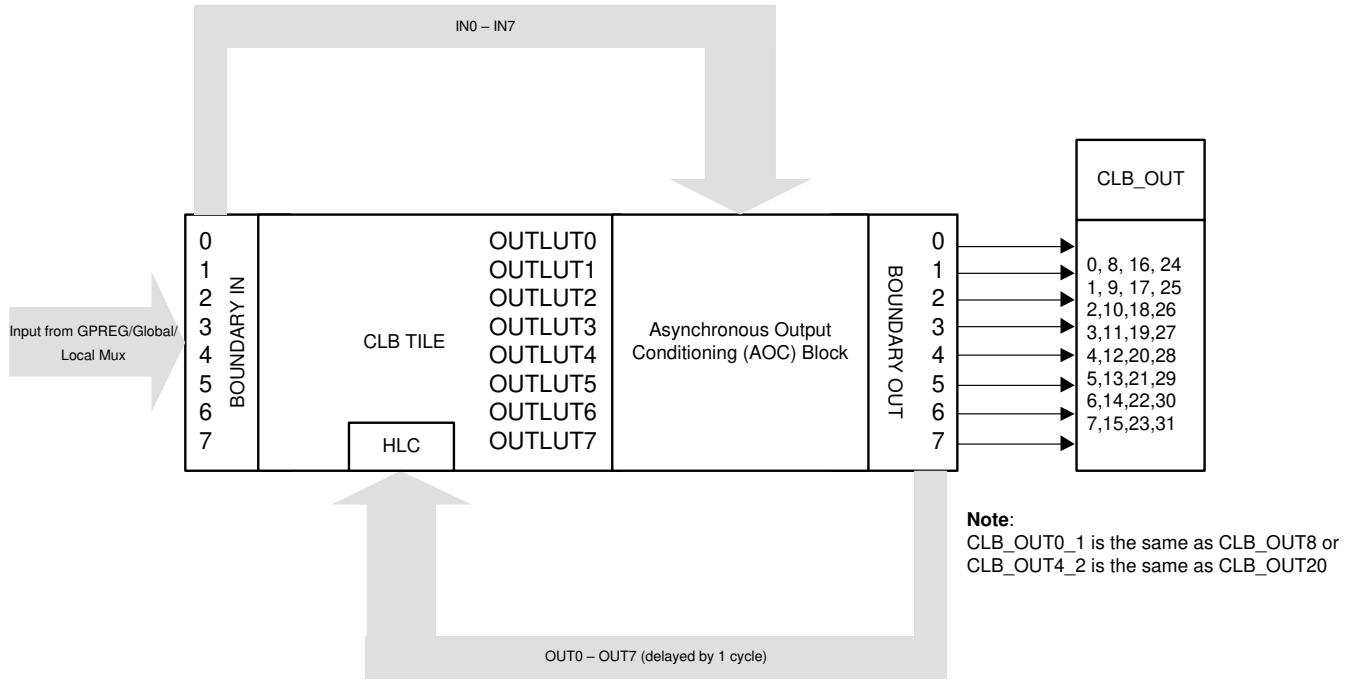 IN0 – IN7
CLB_OUT
0
1
2
3
4
5
6
7
BOUNDARY IN
Input from GPREG/Global/
Local Mux
CLB TILE
HLC
OUTLUT0
OUTLUT1
OUTLUT2
OUTLUT3
OUTLUT4
OUTLUT5
OUTLUT6
OUTLUT7
Asynchronous Output
Conditioning (AOC) Block
BOUNDARY OUT
0
1
2
3
4
5
6
7
0, 8, 16, 24
1, 9, 17, 25
2,10,18,26
3,11,19,27
4,12,20,28
5,13,21,29
6,14,22,30
7,15,23,31
Note:
CLB_OUT0_1 is the same as CLB_OUT8 or
CLB_OUT4_2 is the same as CLB_OUT20
OUT0 – OUT7 (delayed by 1 cycle)